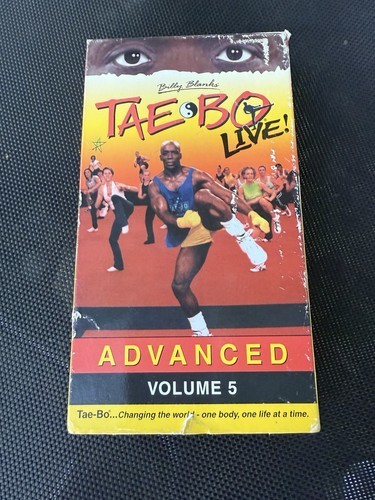 Billy Blanks'
TAE BO
LIVE!
ADVANCED
VOLUME 5
Tae-Bo®...Changing the world - one body, one life at a time.